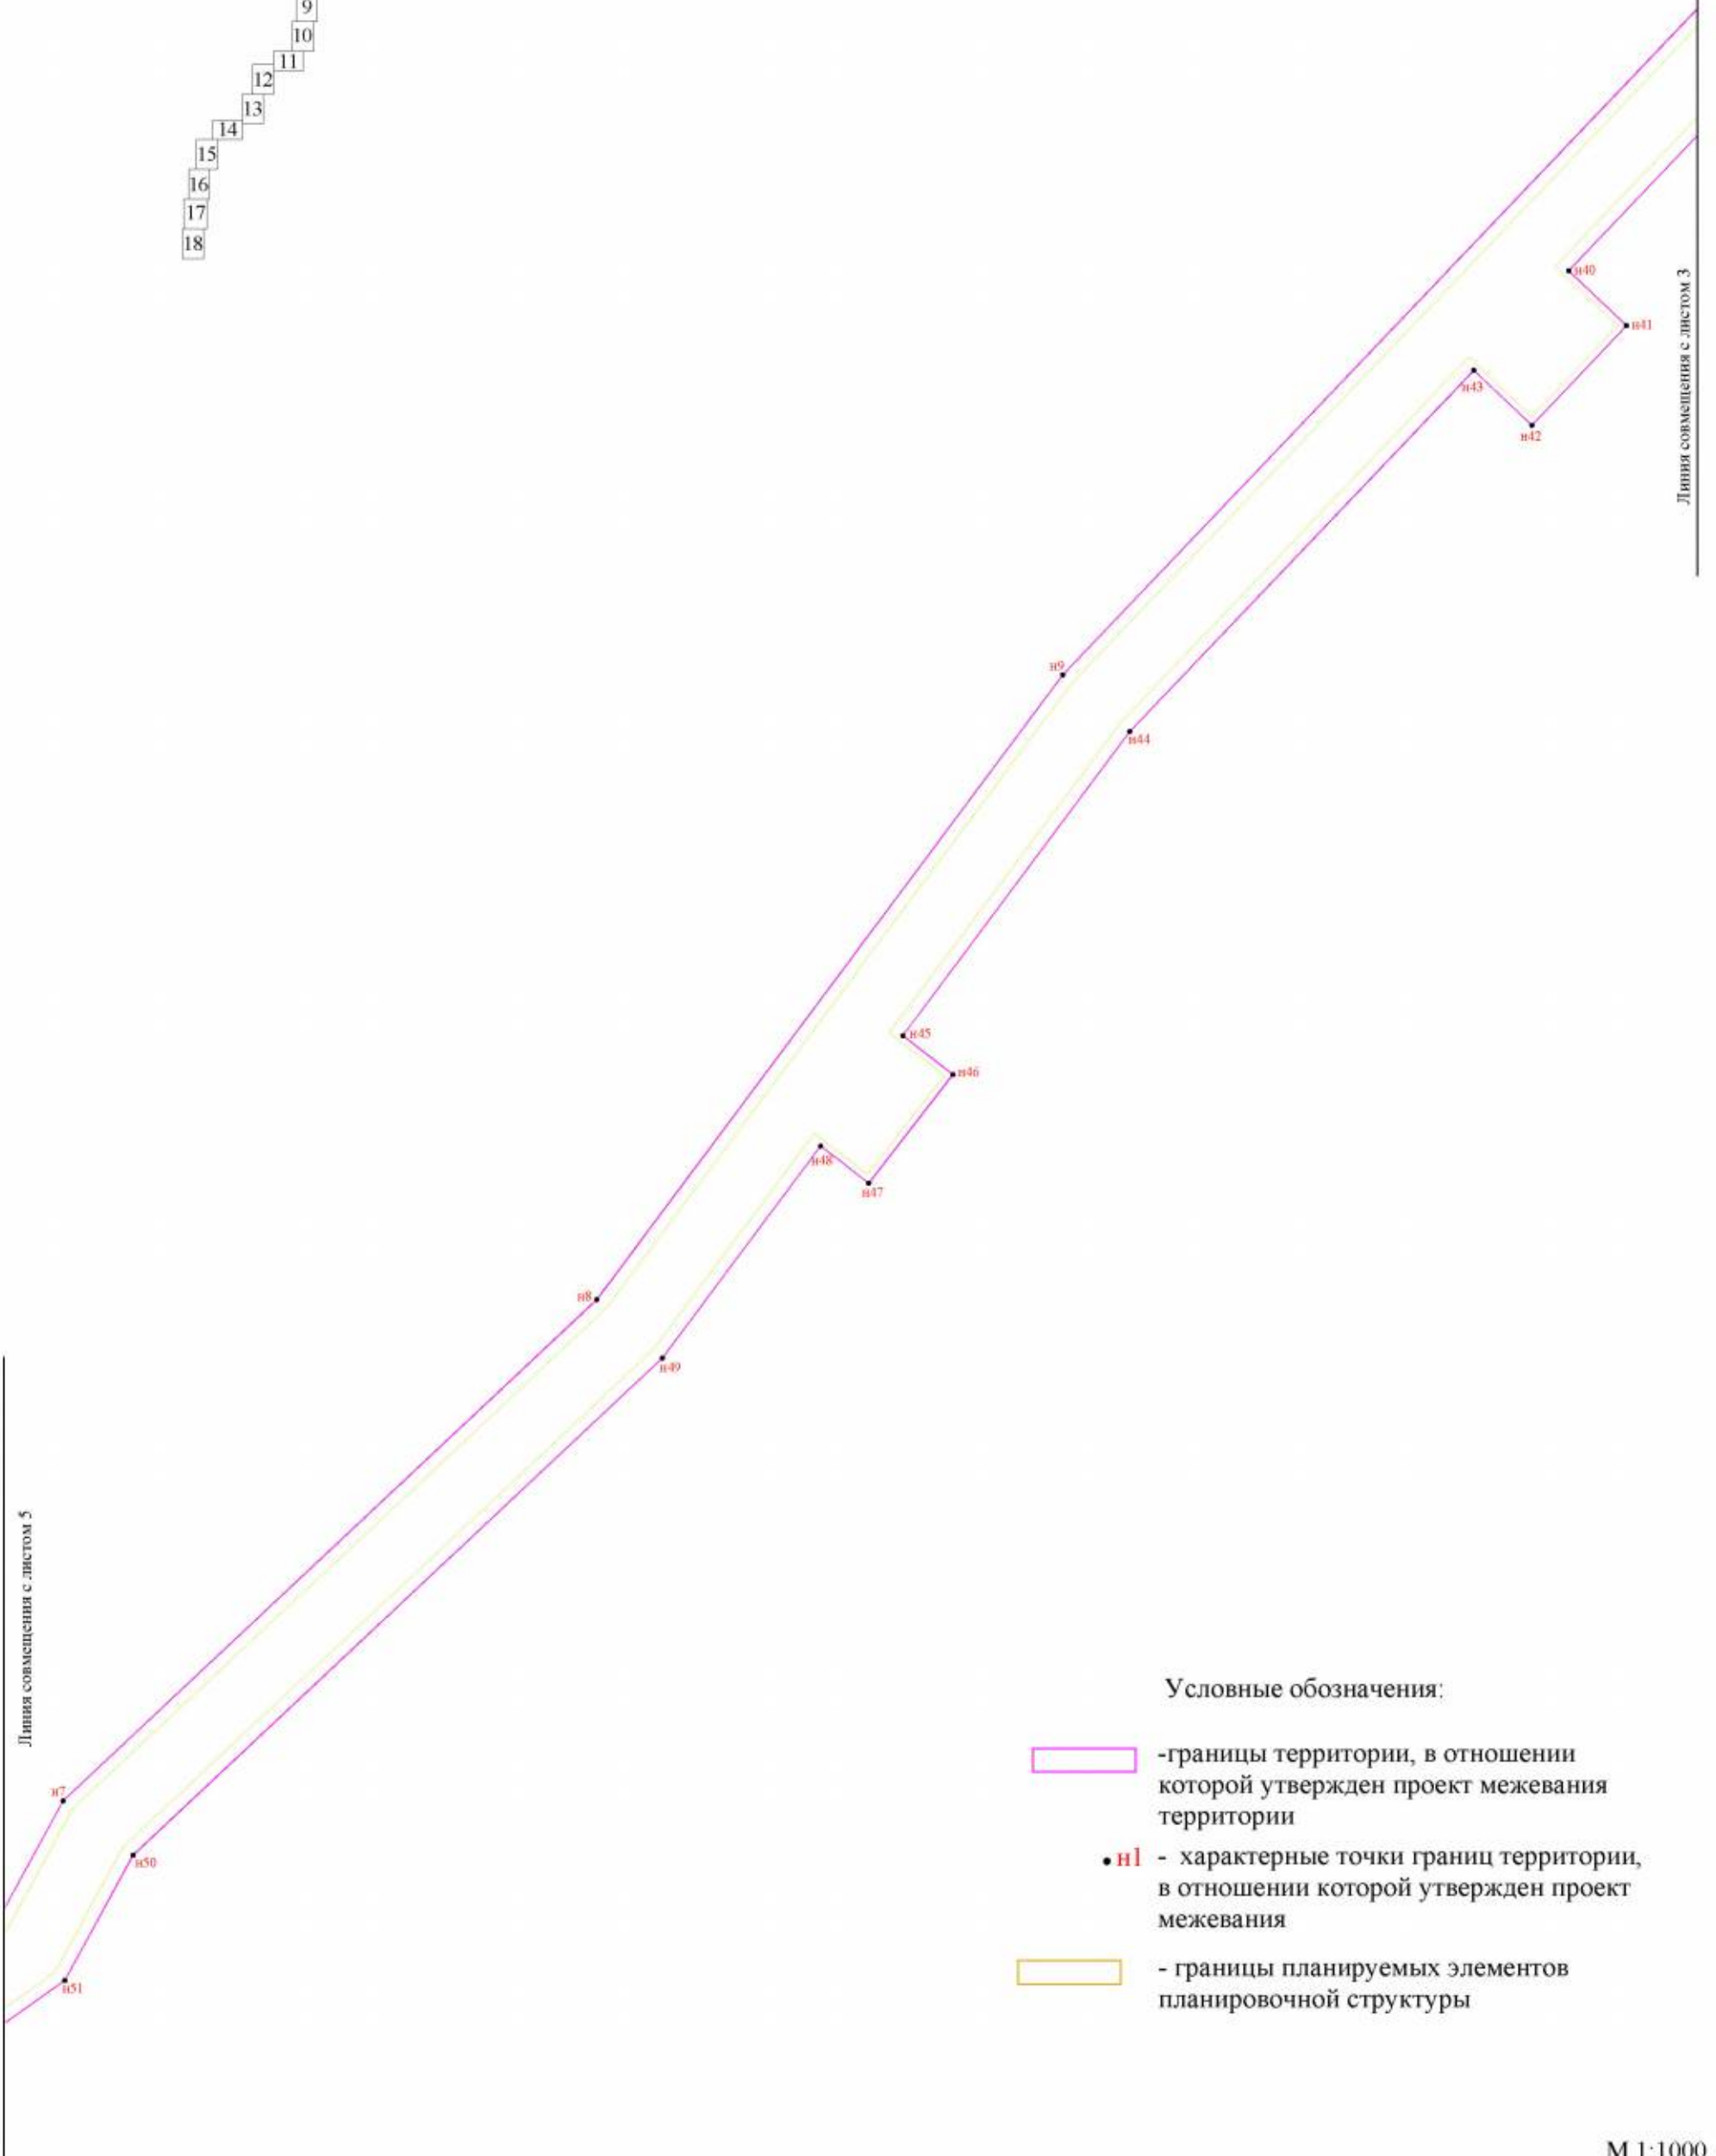 9
10
11
12
13
14
15
16
17
18
н40
н41
Линия совмещения с листом 3
н43
н42
н9
н44
н45
н46
н48
н47
н8
н49
Линия совмещения с листом 5
н7
н50
н51
Условные обозначения:
-границы территории, в отношении
которой утвержден проект межевания
территории
н1 - характерные точки границ территории,
в отношении которой утвержден проект
межевания
- границы планируемых элементов
планировочной структуры
М 1:1000